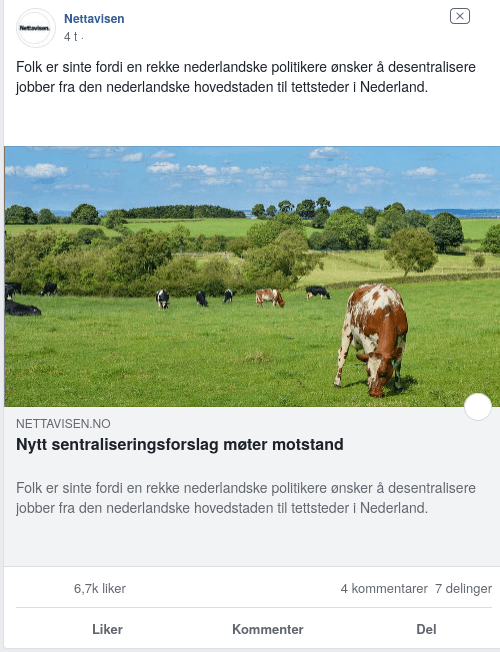 Nettavisen.
Nettavisen
4 t ·
Folk er sinte fordi en rekke nederlandske politikere ønsker å desentralisere
jobber fra den nederlandske hovedstaden til tettsteder i Nederland.
NETTAVISEN.NO
Nytt sentraliseringsforslag møter motstand
Folk er sinte fordi en rekke nederlandske politikere ønsker å desentralisere
jobber fra den nederlandske hovedstaden til tettsteder i Nederland.
6,7k liker 4 kommentarer 7 delinger
Liker Kommenter Del